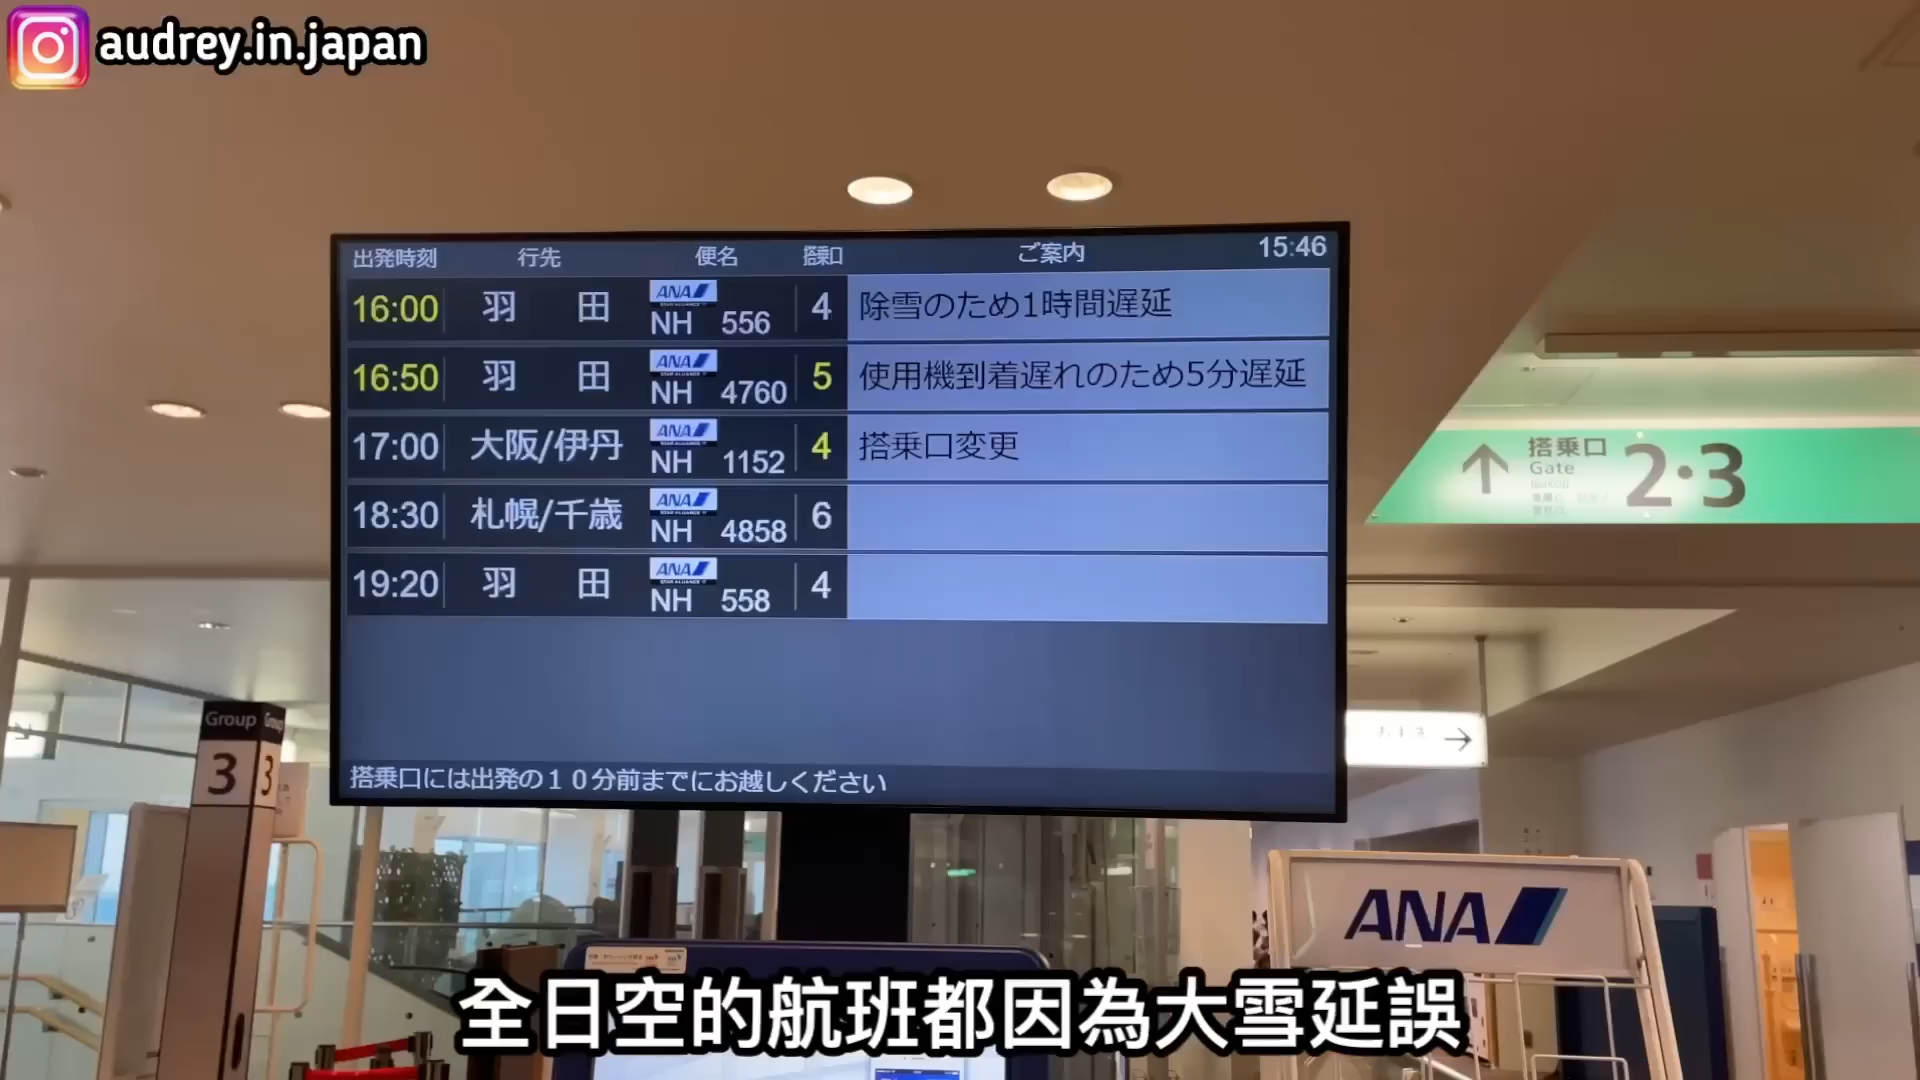 audrey.in.japan
出発時刻 行先 便名 搭乗口 ご案内 15:46
16:00 羽田 ANA NH 556 4 除雪のため1時間遅延
16:50 羽田 ANA NH 4760 5 使用機到着遅れのため5分遅延
17:00 大阪/伊丹 ANA NH 1152 4 搭乗口変更
18:30 札幌/千歳 ANA NH 4858 6
19:20 羽田 ANA NH 558 4
搭乗口には出発の10分前までにお越しください
搭乗口
Gate
2・3
Group
3
Group
3
ANA
全日空的航班都因為大雪延誤